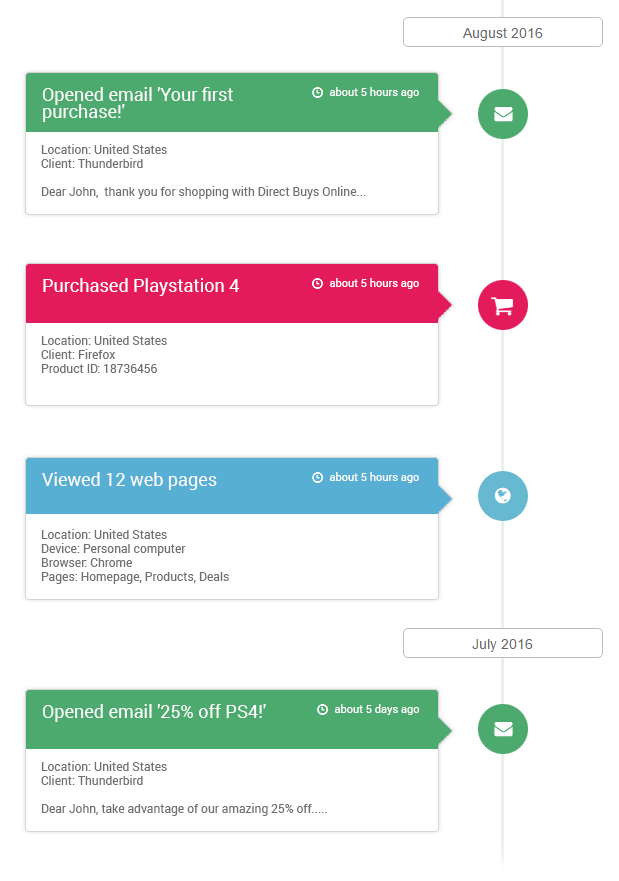 August 2016
Opened email 'Your first
purchase!'
about 5 hours ago
Location: United States
Client: Thunderbird
Dear John,  thank you for shopping with Direct Buys Online...
Purchased Playstation 4
about 5 hours ago
Location: United States
Client: Firefox
Product ID: 18736456
Viewed 12 web pages
about 5 hours ago
Location: United States
Device: Personal computer
Browser: Chrome
Pages: Homepage, Products, Deals
July 2016
Opened email '25% off PS4!'
about 5 days ago
Location: United States
Client: Thunderbird
Dear John, take advantage of our amazing 25% off.....